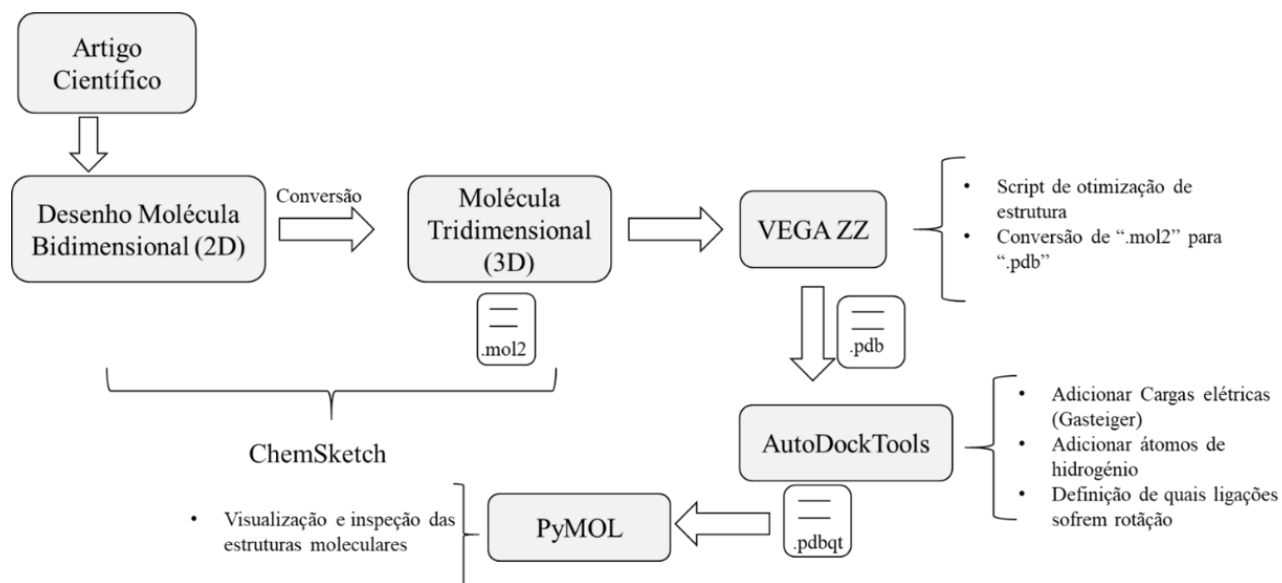 Artigo
Científico
Desenho Molécula
Bidimensional (2D)
Conversão
Molécula
Tridimensional
(3D)
.mol2
ChemSketch
VEGA ZZ
• Script de otimização de
estrutura
• Conversão de “.mol2” para
“.pdb”
.pdb
AutoDockTools
• Adicionar Cargas elétricas
(Gasteiger)
• Adicionar átomos de
hidrogénio
• Definição de quais ligações
sofrem rotãção
.pdbqt
PyMOL
• Visualização e inspeção das
estruturas moleculares